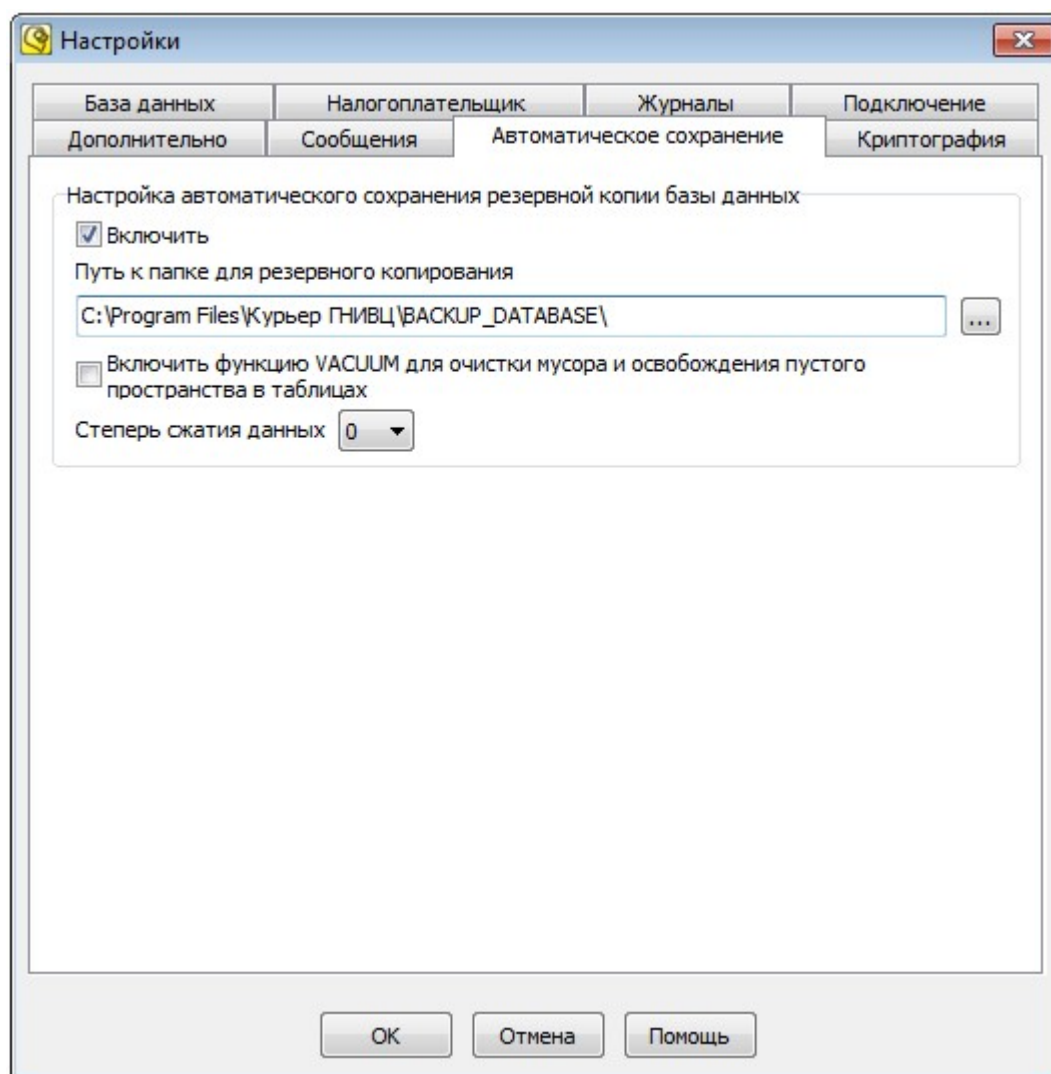 Настройки
База данных Налогоплательщик Журналы Подключение
Дополнительно Сообщения Автоматическое сохранение Криптография
Настройка автоматического сохранения резервной копии базы данных
Включить
Путь к папке для резервного копирования
C:\Program Files\Курьер ГНИВЦ\BACKUP_DATABASE\
...
Включить функцию VACUUM для очистки мусора и освобождения пустого
пространства в таблицах
Степерь сжатия данных 0
OK Отмена Помощь